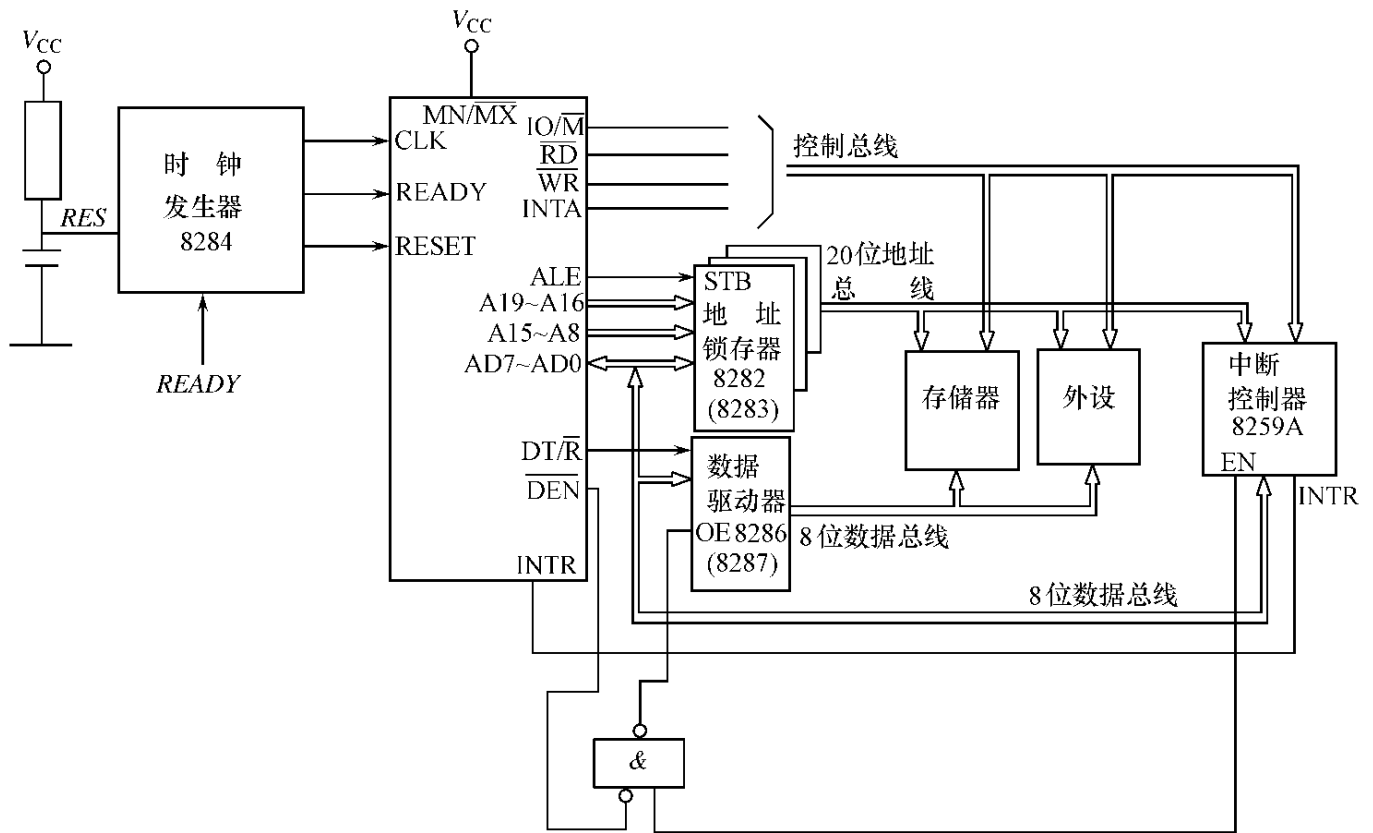 VCC
VCC
RES
时 钟
发生器
8284
READY
MN/M̅X̅
CLK
READY
RESET
IO/M̅
R̅D̅
W̅R̅
INTA
ALE
A19~A16
A15~A8
AD7~AD0
DT/R̅
D̅E̅N̅
INTR
控制总线
STB
地 址
锁存器
8282
(8283)
20位地址
总 线
数据
驱动器
OE 8286
(8287)
8位数据总线
存储器
外设
中断
控制器
8259A
EN
INTR
8位数据总线
&